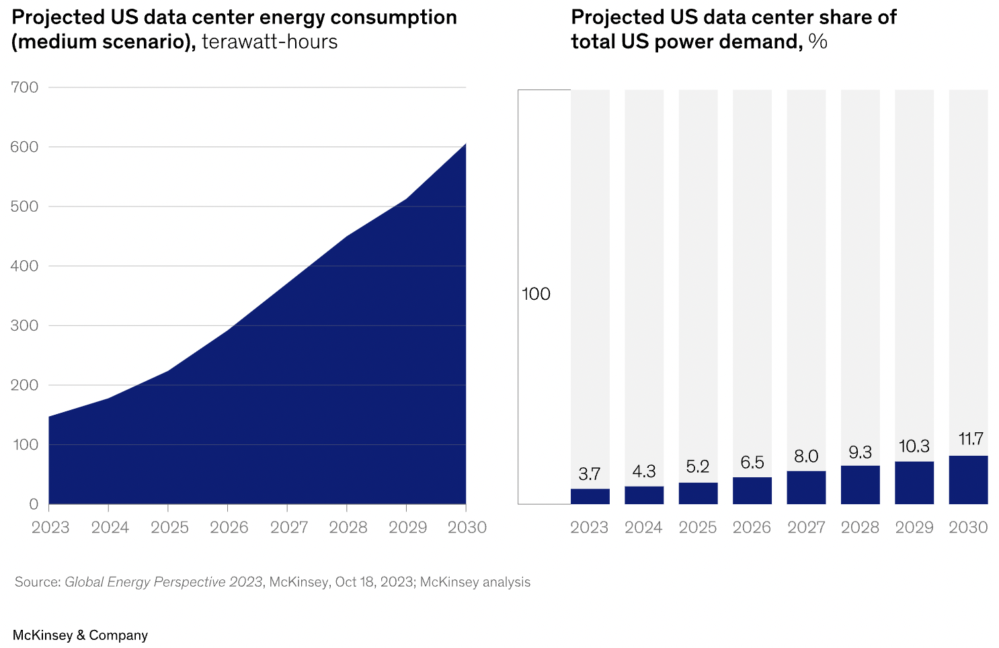 Projected US data center energy consumption
(medium scenario), terawatt-hours
700
600
500
400
300
200
100
0
2023 2024 2025 2026 2027 2028 2029 2030
Projected US data center share of
total US power demand, %
100
3.7 4.3 5.2 6.5 8.0 9.3 10.3 11.7
2023 2024 2025 2026 2027 2028 2029 2030
Source: Global Energy Perspective 2023, McKinsey, Oct 18, 2023; McKinsey analysis
McKinsey & Company